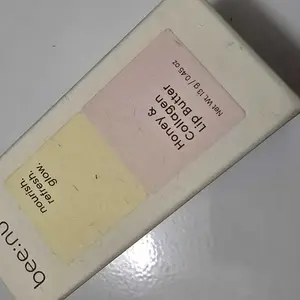 Honey &
Collagen
Lip Butter
Net Wt. 13 g / 0.45 oz
nourish.
refresh.
glow.
bee:nu